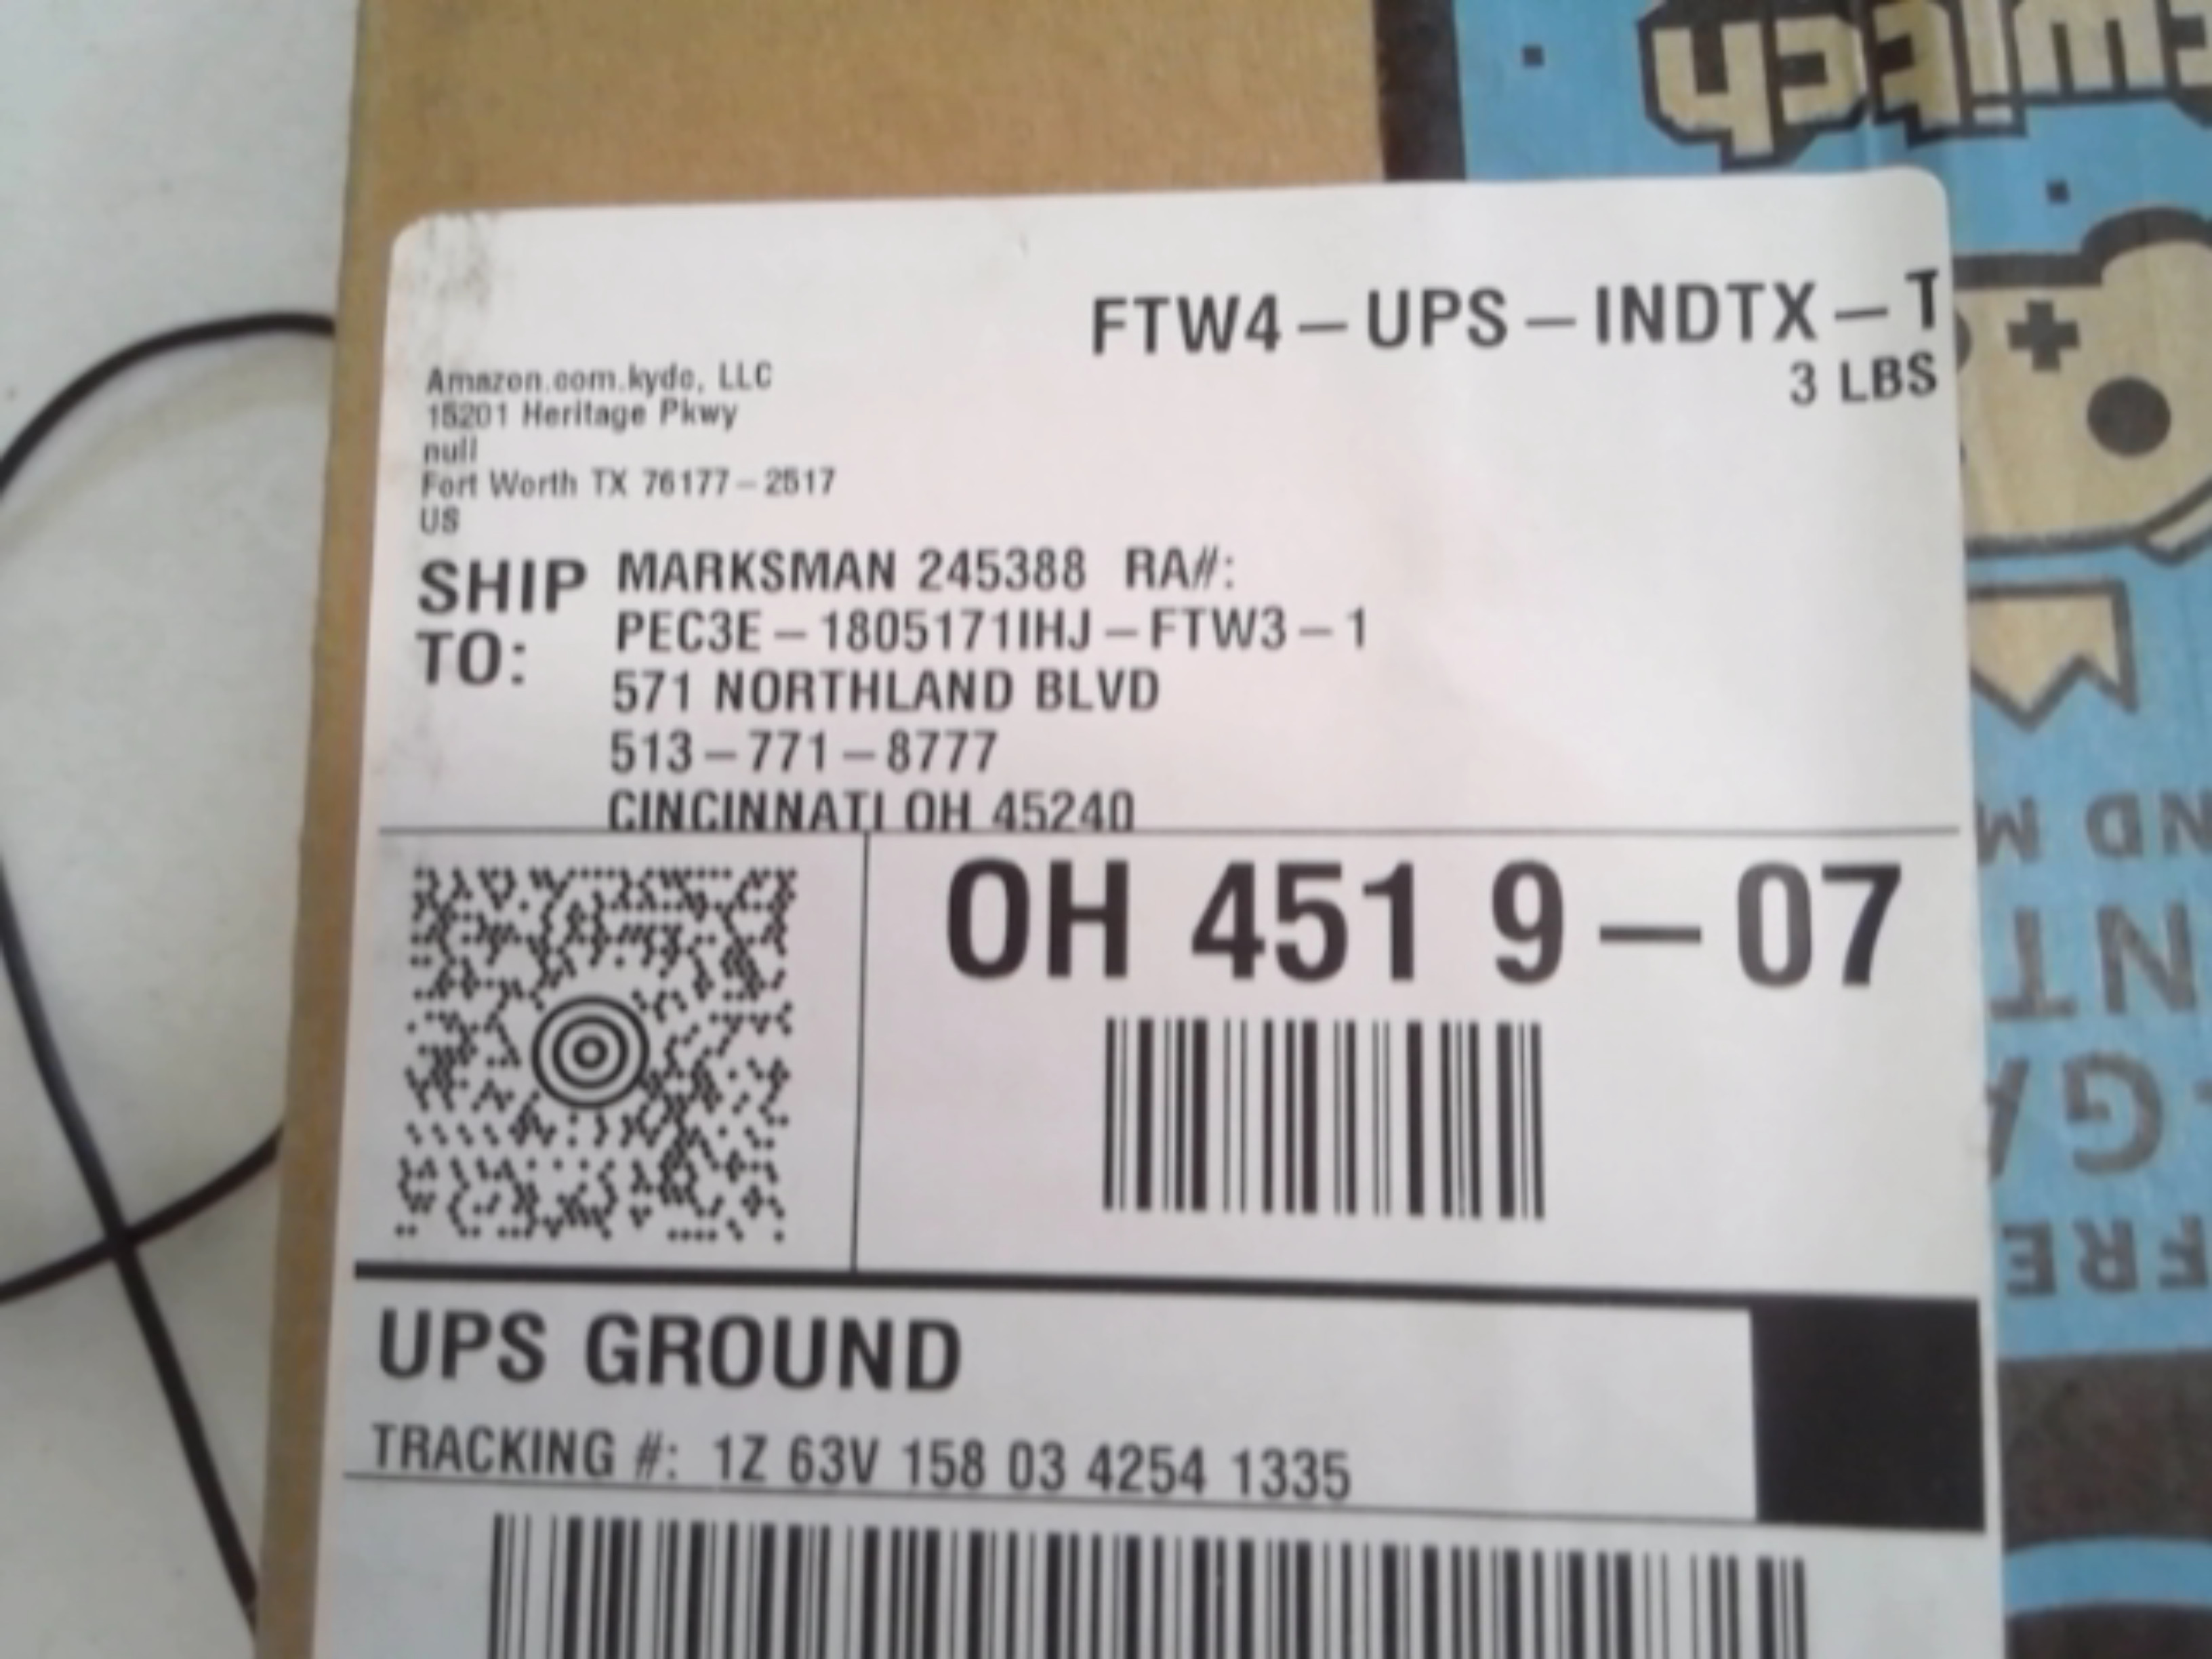 twitch
FTW4-UPS-INDTX-T
3 LBS
Amazon.com.kydc, LLC
15201 Heritage Pkwy
null
Fort Worth TX 76177-2517
US
SHIP TO:
MARKSMAN 245388 RA#:
PEC3E-1805171IHJ-FTW3-1
571 NORTHLAND BLVD
513-771-8777
CINCINNATI OH 45240
OH 451 9-07
UPS GROUND
TRACKING #: 1Z 63V 158 03 4254 1335